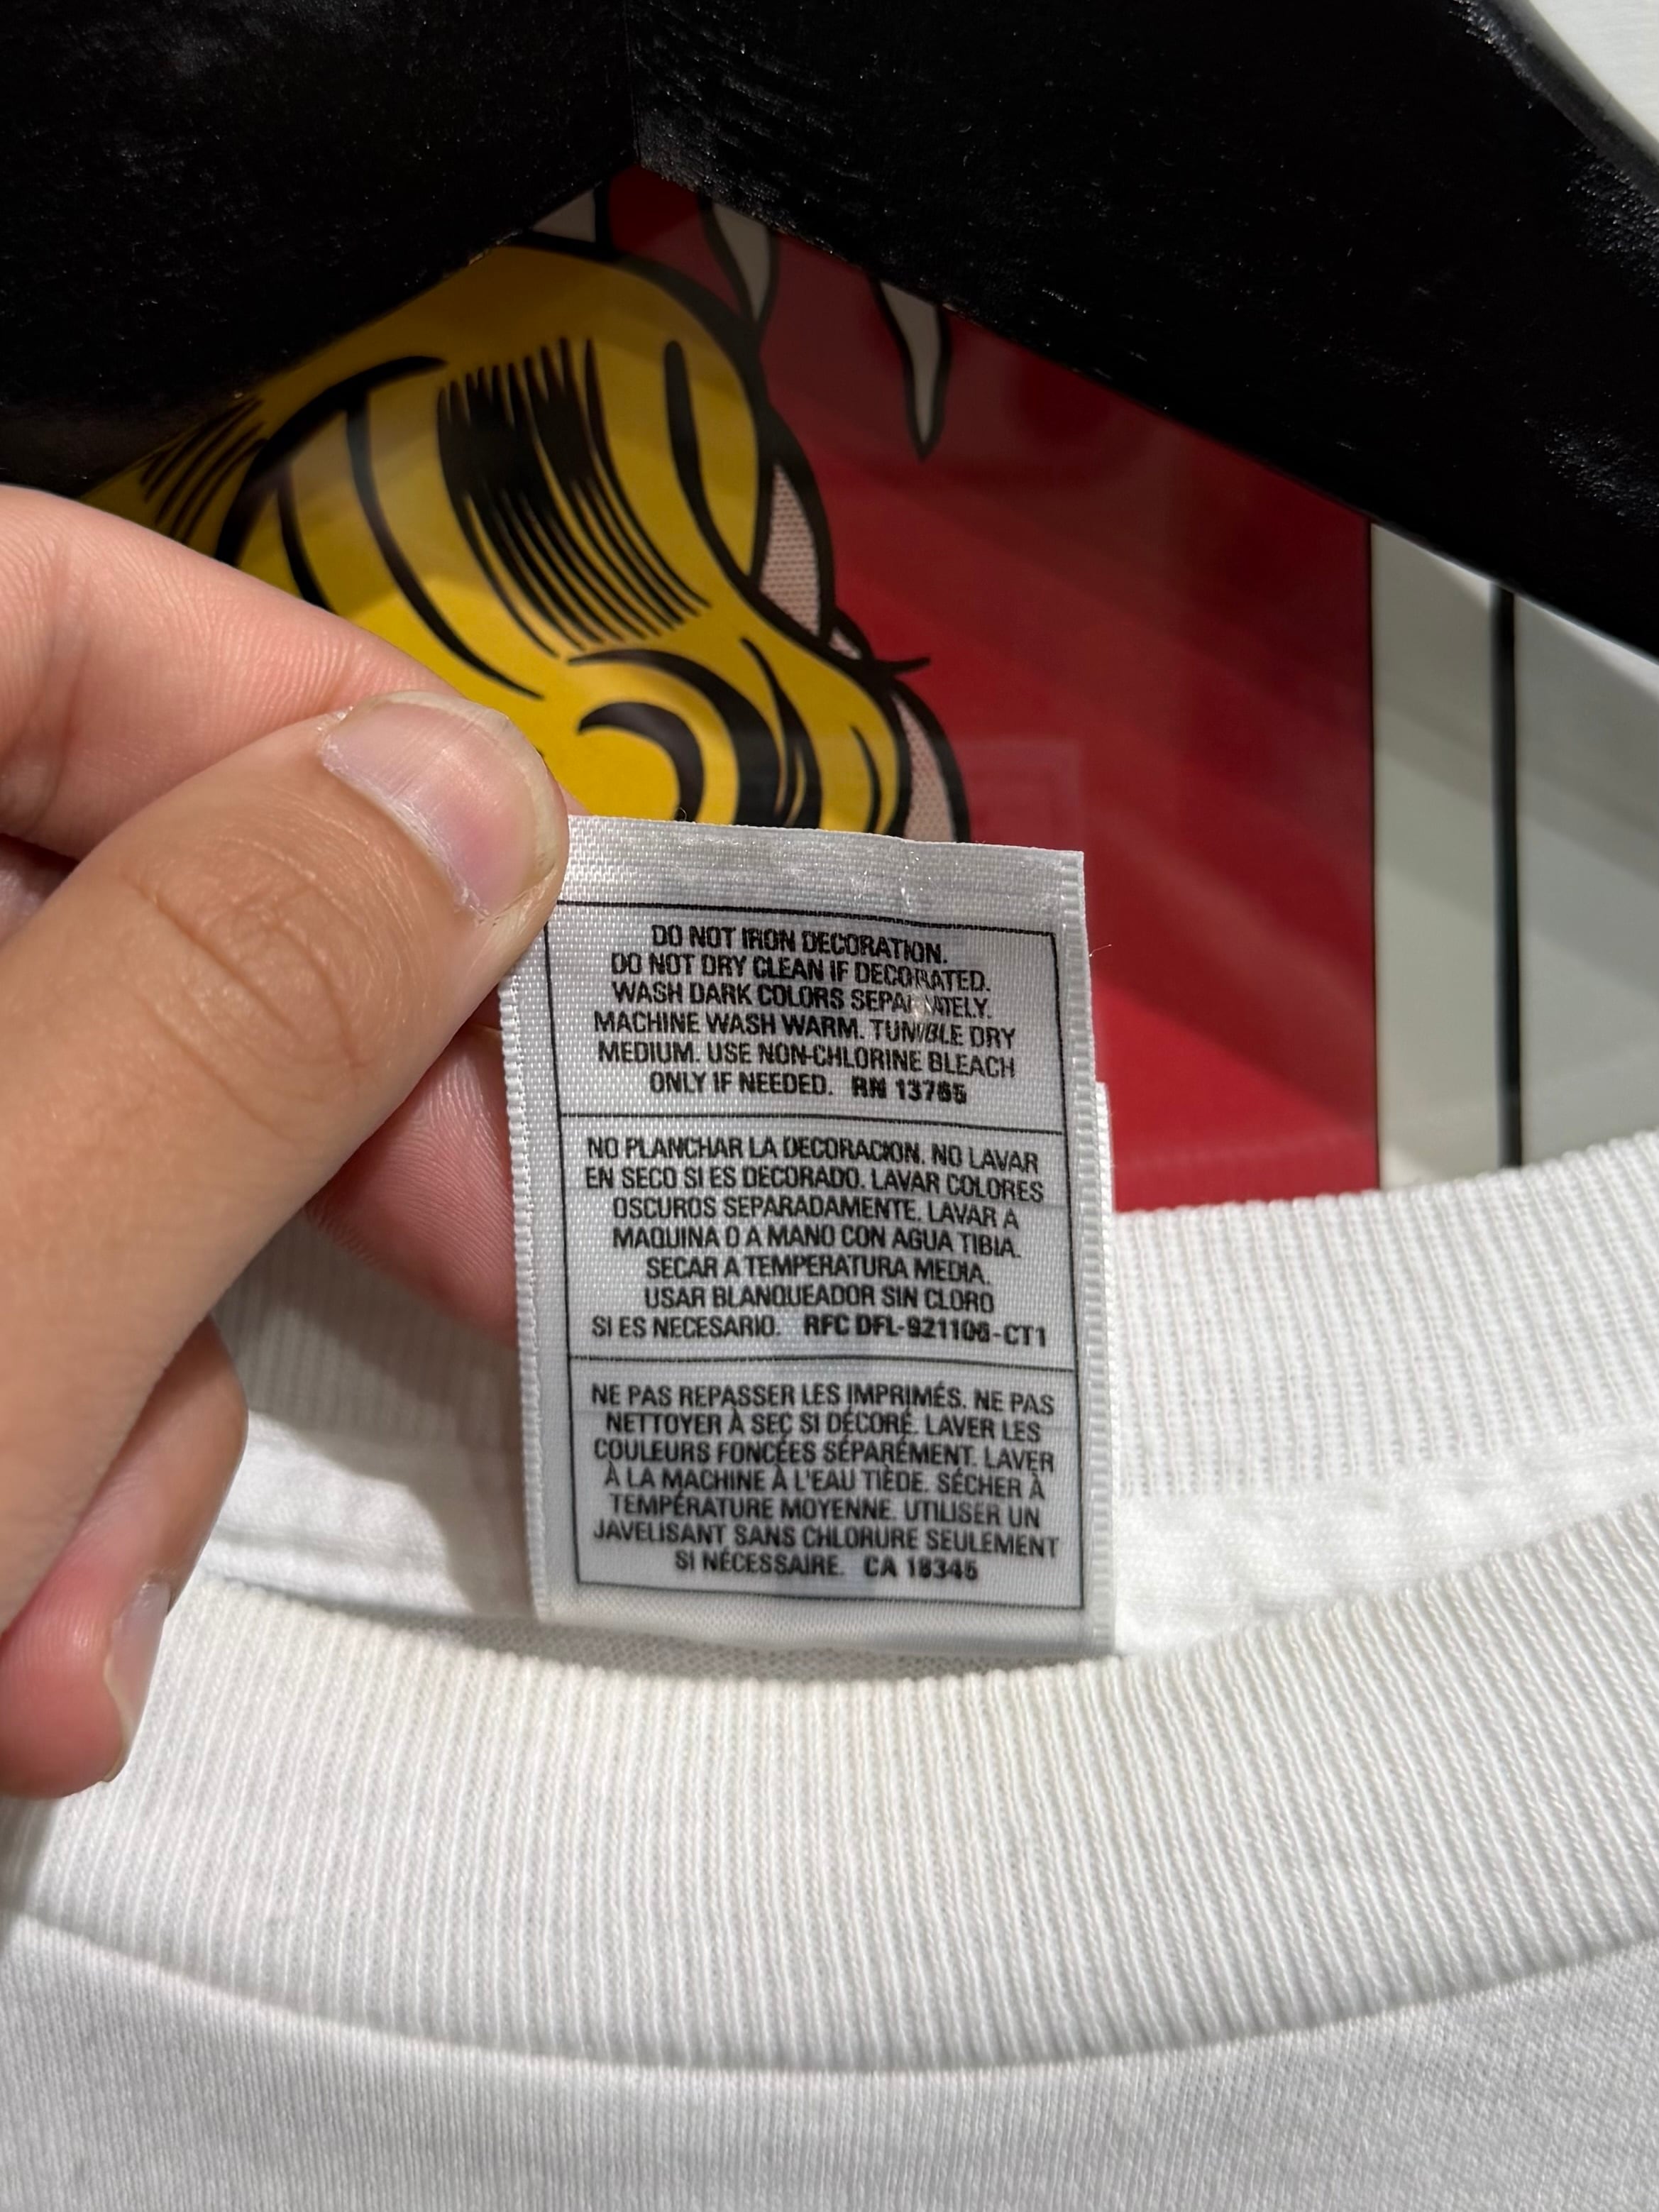 DO NOT IRON DECORATION.
DO NOT DRY CLEAN IF DECORATED.
WASH DARK COLORS SEPARATELY.
MACHINE WASH WARM. TUMBLE DRY
MEDIUM. USE NON-CHLORINE BLEACH
ONLY IF NEEDED. RN 13765
NO PLANCHAR LA DECORACION. NO LAVAR
EN SECO SI ES DECORADO. LAVAR COLORES
OSCUROS SEPARADAMENTE. LAVAR A
MAQUINA O A MANO CON AGUA TIBIA.
SECAR A TEMPERATURA MEDIA.
USAR BLANQUEADOR SIN CLORO
SI ES NECESARIO. RFC DFL-921106-CT1
NE PAS REPASSER LES IMPRIMÉS. NE PAS
NETTOYER À SEC SI DÉCORÉ. LAVER LES
COULEURS FONCÉES SÉPARÉMENT. LAVER
À LA MACHINE À L'EAU TIÈDE. SÉCHER À
TEMPÉRATURE MOYENNE. UTILISER UN
JAVELISANT SANS CHLORURE SEULEMENT
SI NÉCESSAIRE. CA 18345